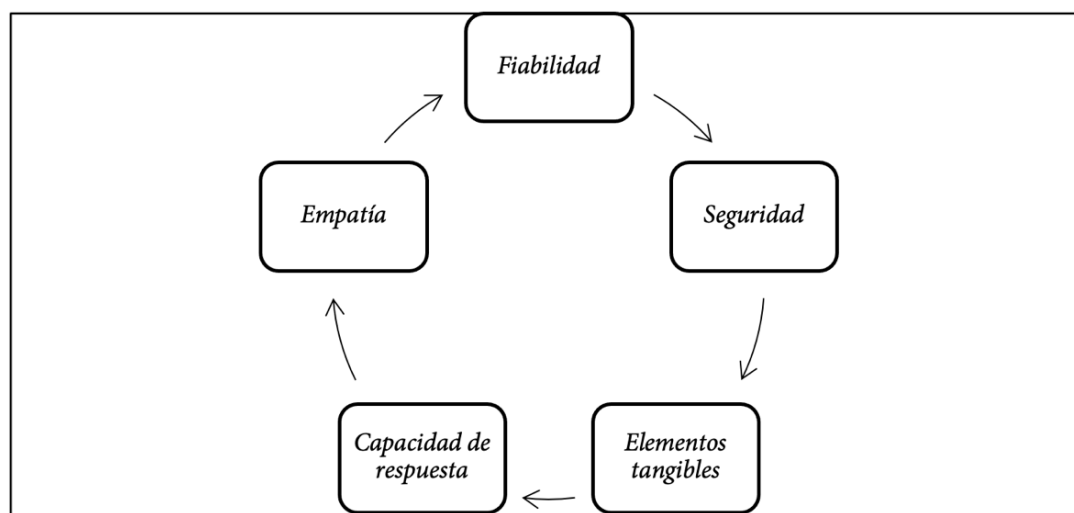 Fiabilidad
Empatía
Seguridad
Capacidad de
respuesta
Elementos
tangibles